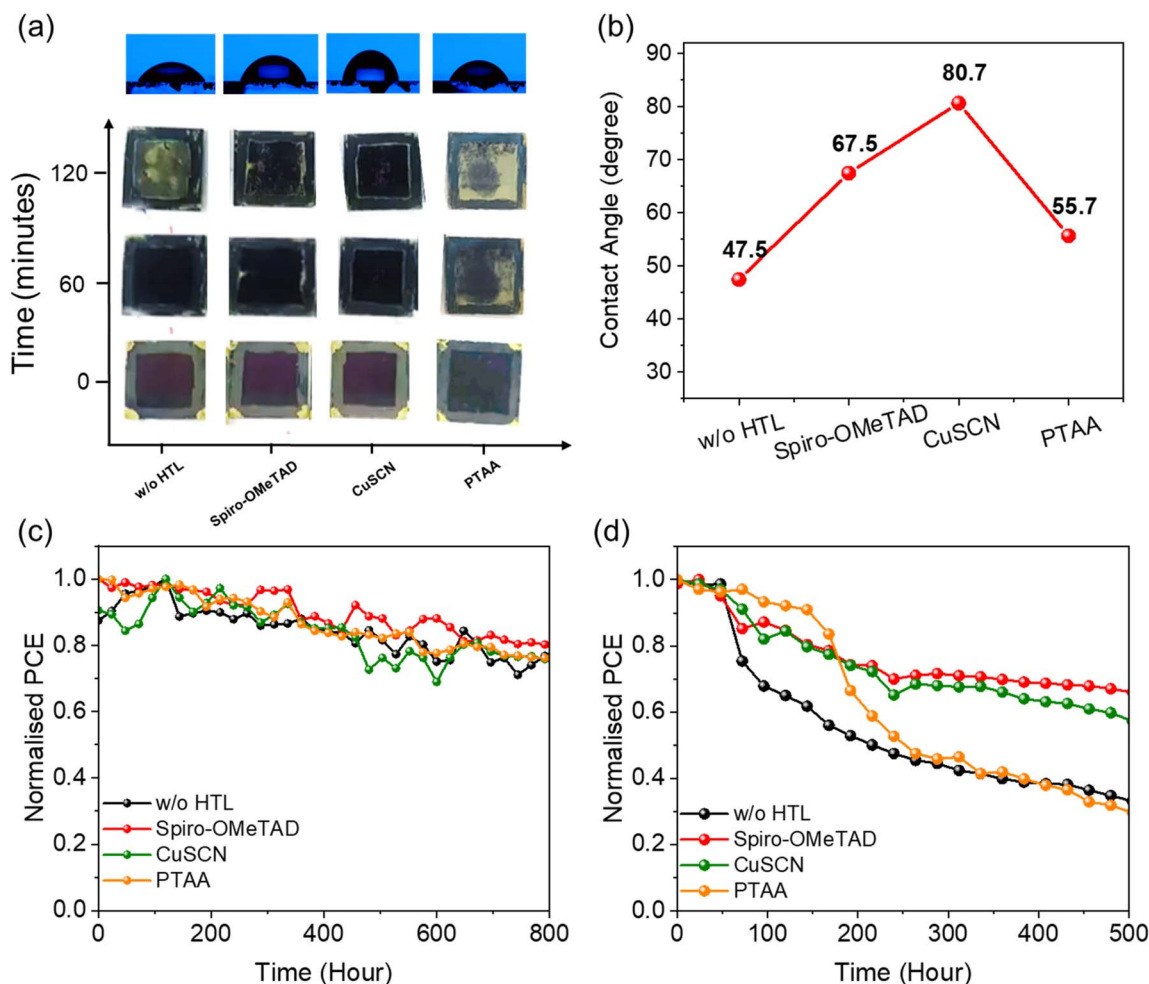 (a)
Time (minutes)
120
60
0
w/o HTL
Spiro-OMeTAD
CuSCN
PTAA
(b)
Contact Angle (degree)
90
80
70
60
50
40
30
47.5
67.5
80.7
55.7
w/o HTL
Spiro-OMeTAD
CuSCN
PTAA
(c)
Normalised PCE
1.0
0.8
0.6
0.4
0.2
0.0
w/o HTL
Spiro-OMeTAD
CuSCN
PTAA
0 200 400 600 800
Time (Hour)
(d)
Normalised PCE
1.0
0.8
0.6
0.4
0.2
0.0
w/o HTL
Spiro-OMeTAD
CuSCN
PTAA
0 100 200 300 400 500
Time (Hour)